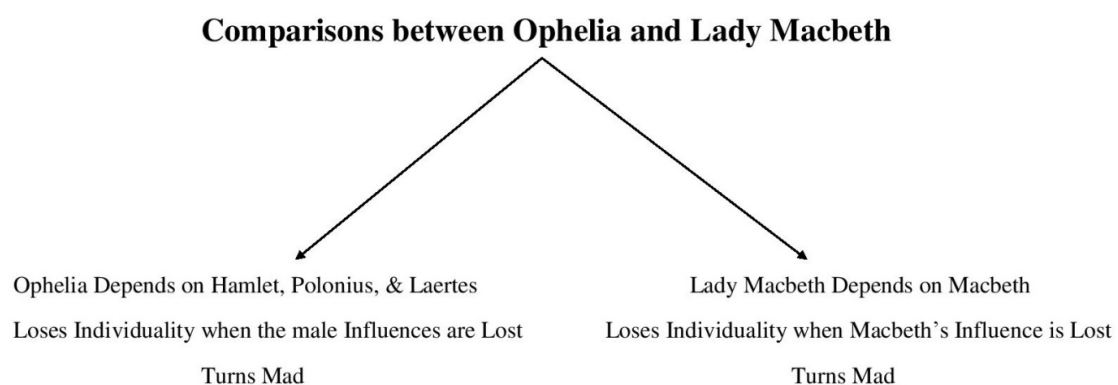 Comparisons between Ophelia and Lady Macbeth
Ophelia Depends on Hamlet, Polonius, & Laertes
Loses Individuality when the male Influences are Lost
Turns Mad
Lady Macbeth Depends on Macbeth
Loses Individuality when Macbeth's Influence is Lost
Turns Mad